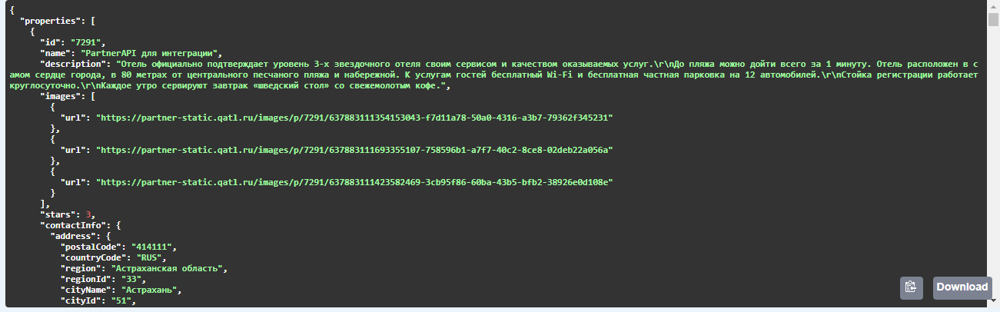 {
"properties": [
{
"id": "7291",
"name": "PartnerAPI для интеграции",
"description": "Отель официально подтверждает уровень 3-х звездочного отеля своим сервисом и качеством оказываемых услуг.\r\nДо пляжа можно дойти всего за 1 минуту. Отель расположен в с
амом сердце города, в 80 метрах от центрального песчаного пляжа и набережной. К услугам гостей бесплатный Wi-Fi и бесплатная частная парковка на 12 автомобилей.\r\nСтойка регистрации работает
круглосуточно.\r\nКаждое утро сервируют завтрак «шведский стол» со свежемолотым кофе.",
"images": [
{
"url": "https://partner-static.qatl.ru/images/p/7291/637883111354153043-f7d11a78-50a0-4316-a3b7-79362f345231"
},
{
"url": "https://partner-static.qatl.ru/images/p/7291/637883111693355107-758596b1-a7f7-40c2-8ce8-02deb22a056a"
},
{
"url": "https://partner-static.qatl.ru/images/p/7291/637883111423582469-3cb95f86-60ba-43b5-bfb2-38926e0d108e"
}
],
"stars": 3,
"contactInfo": {
"address": {
"postalCode": "414111",
"countryCode": "RUS",
"region": "Астраханская область",
"regionId": "33",
"cityName": "Астрахань",
"cityId": "51",
Download